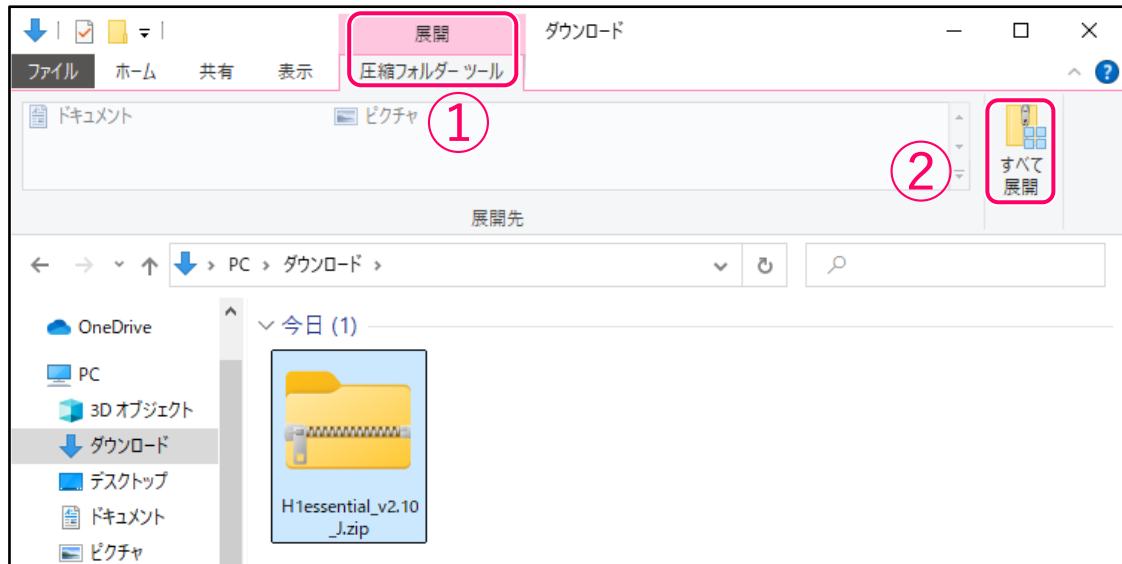 展開
ダウンロード
ファイル ホーム 共有 表示 圧縮フォルダー ツール
?
ドキュメント ピクチャ
①
②
すべて
展開
展開先
PC › ダウンロード ›
OneDrive
PC
3D オブジェクト
ダウンロード
デスクトップ
ドキュメント
ピクチャ
今日 (1)
H1essential_v2.10
_J.zip